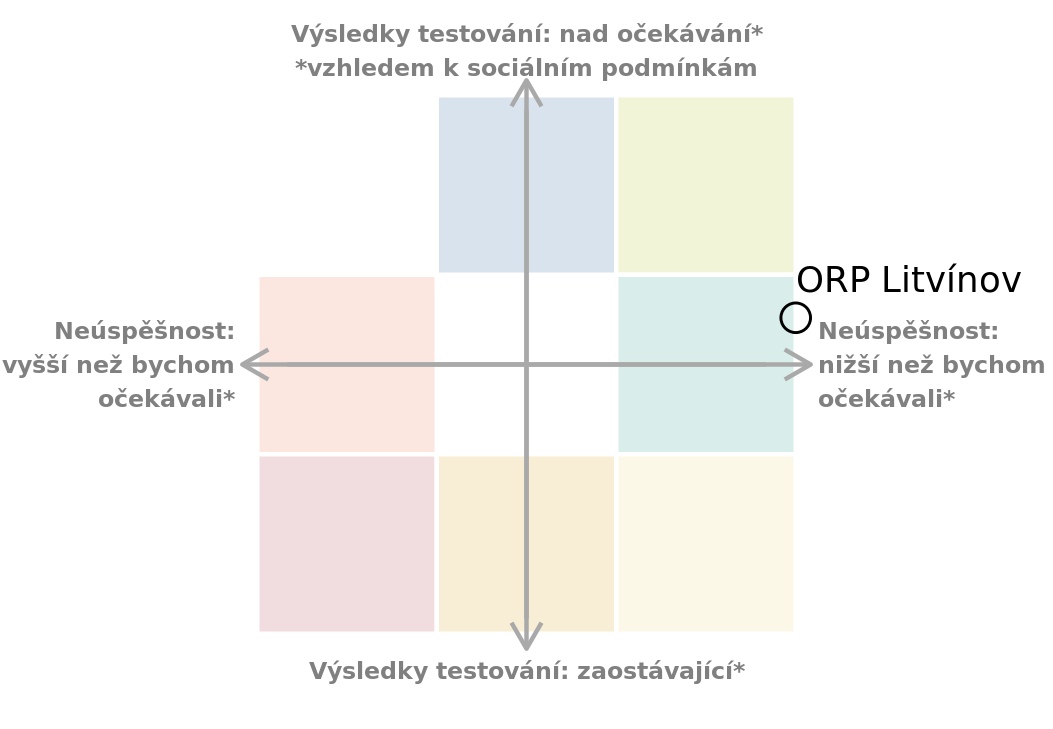 Výsledky testování: nad očekávání*
*vzhledem k sociálním podmínkám
ORP Litvínov
Neúspěšnost:
vyšší než bychom
očekávali*
Neúspěšnost:
nižší než bychom
očekávali*
Výsledky testování: zaostávající*